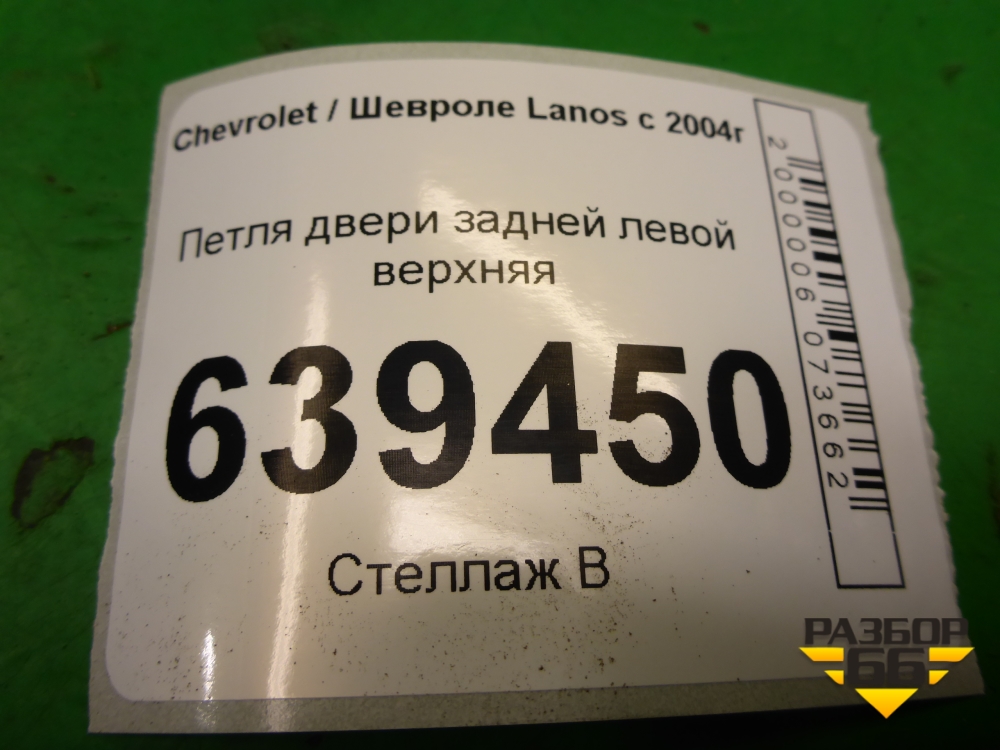 Chevrolet / Шевроле Lanos с 2004г
Петля двери задней левой
верхняя
639450
Стеллаж В
2000006073662
РАЗБОР
66